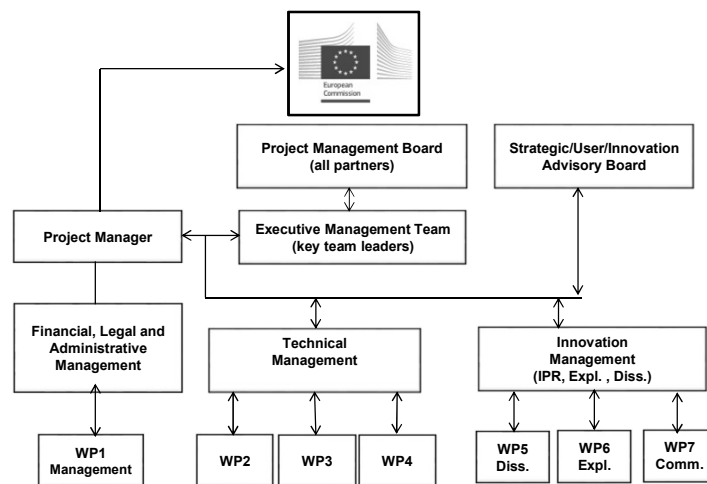 European
Commission
Project Management Board
(all partners)
Strategic/User/Innovation
Advisory Board
Project Manager
Executive Management Team
(key team leaders)
Financial, Legal and
Administrative
Management
Technical
Management
Innovation
Management
(IPR, Expl. , Diss.)
WP1
Management
WP2
WP3
WP4
WP5
Diss.
WP6
Expl.
WP7
Comm.